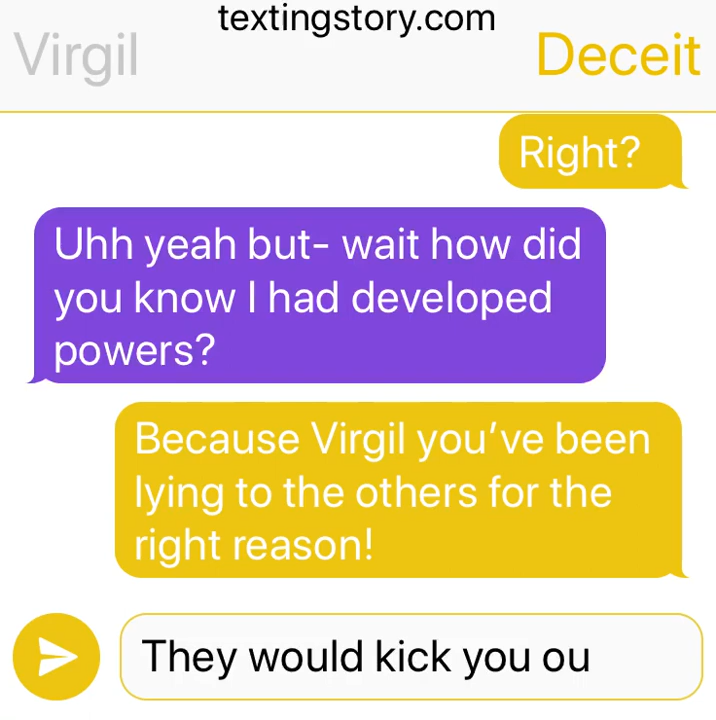 textingstory.com
Virgil
Deceit
Right?
Uhh yeah but- wait how did
you know I had developed
powers?
Because Virgil you’ve been
lying to the others for the
right reason!
They would kick you ou